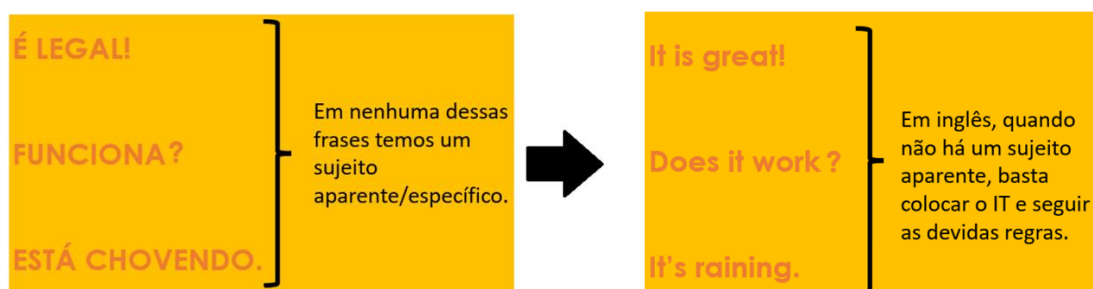 É LEGAL!
FUNCIONA?
ESTÁ CHOVENDO.
Em nenhuma dessas
frases temos um
sujeito
aparente/específico.
It is great!
Does it work ?
It's raining.
Em inglês, quando
não há um sujeito
aparente, basta
colocar o IT e seguir
as devidas regras.